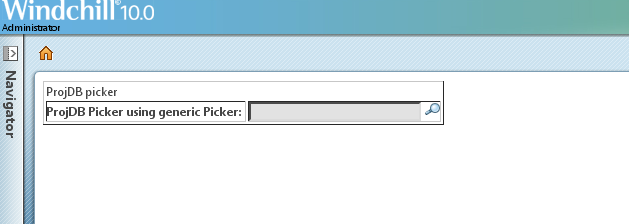 Windchill® 10.0
Administrator
Navigator
ProjDB picker
ProjDB Picker using generic Picker: